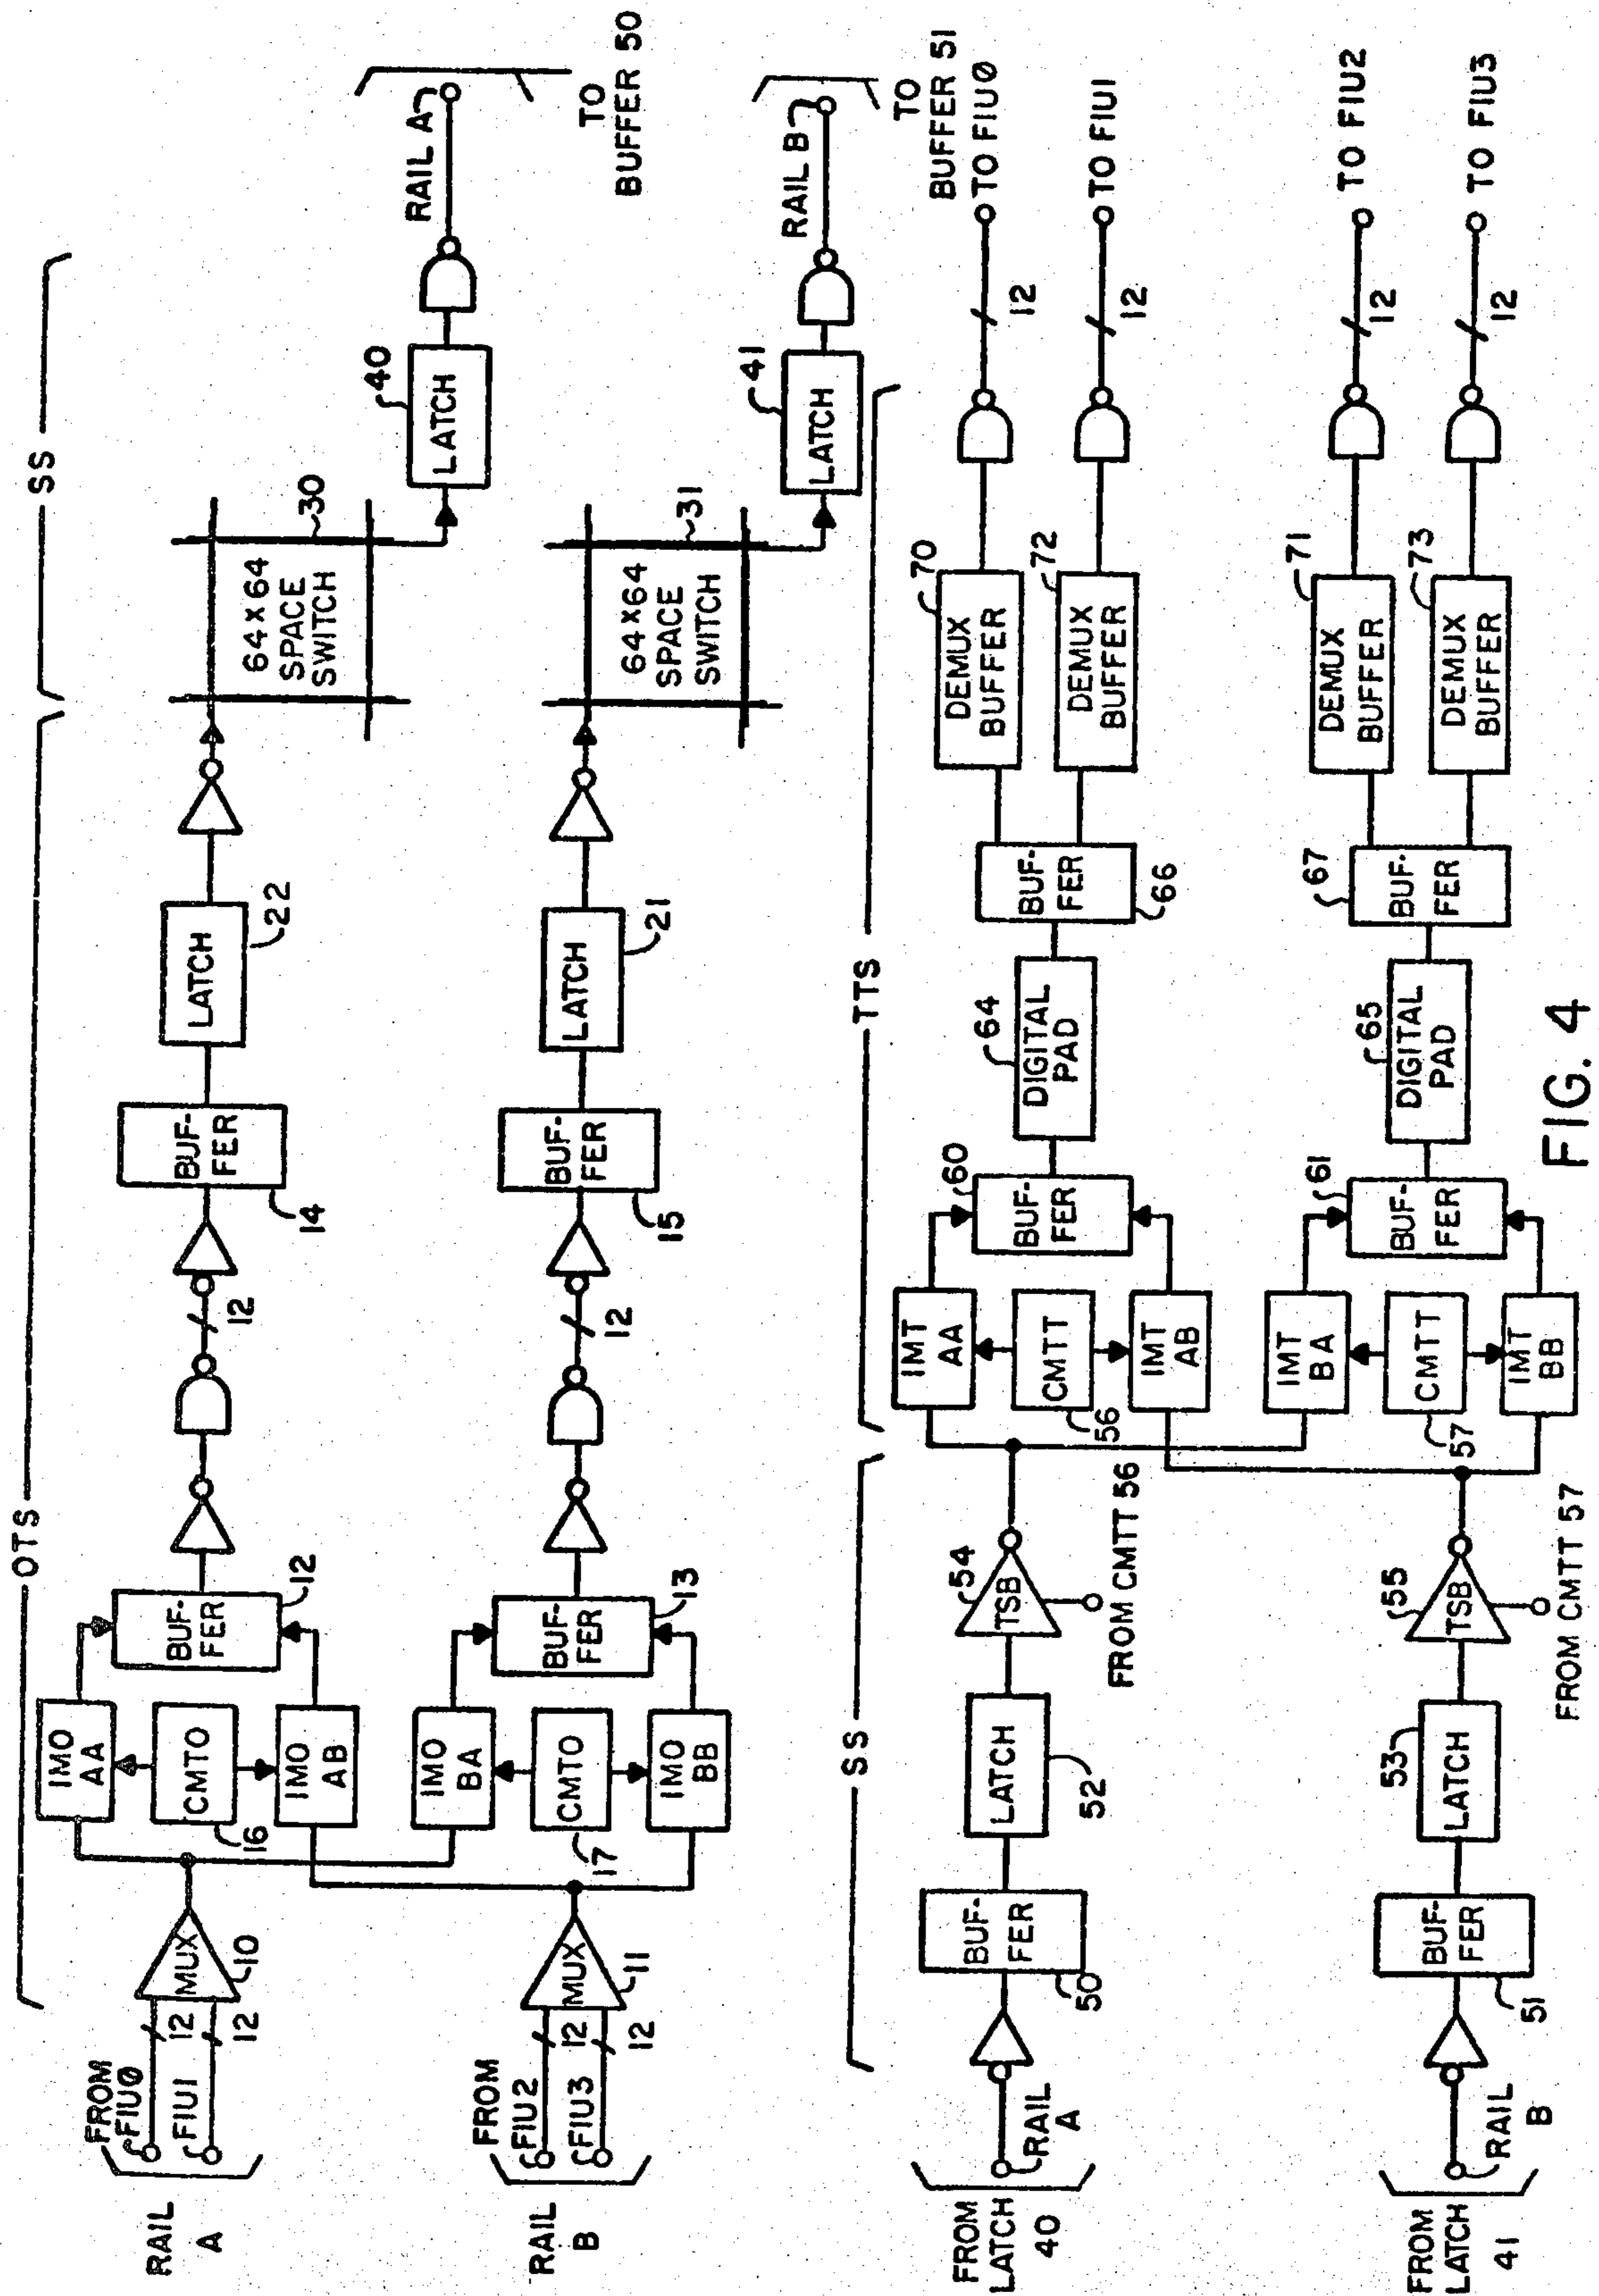 OTS
SS
RAIL
A
FROM
FIU0
FIU1
12
12
MUX
10
IMO
AA
CMTO
16
IMO
AB
BUF-
FER
12
12
BUF-
FER
14
LATCH
22
64 X 64
SPACE
SWITCH
30
LATCH
40
RAIL A
TO
BUFFER 50
RAIL
B
FROM
FIU2
FIU3
12
12
MUX
11
IMO
BA
CMTO
17
IMO
BB
BUF-
FER
13
12
BUF-
FER
15
LATCH
21
64 X 64
SPACE
SWITCH
31
LATCH
41
RAIL B
TO
BUFFER 51
SS
TTS
FROM
LATCH
40
RAIL
A
BUF-
FER
50
LATCH
52
TSB
54
FROM CMTT 56
IMT
AA
CMTT
56
IMT
AB
BUF-
FER
60
DIGITAL
PAD
64
BUF-
FER
66
DEMUX
BUFFER
70
12
TO FIU0
DEMUX
BUFFER
72
12
TO FIU1
FROM
LATCH
41
RAIL
B
BUF-
FER
51
LATCH
53
TSB
55
FROM CMTT 57
IMT
BA
CMTT
57
IMT
BB
BUF-
FER
61
DIGITAL
PAD
65
BUF-
FER
67
DEMUX
BUFFER
71
12
TO FIU2
DEMUX
BUFFER
73
12
TO FIU3
FIG. 4